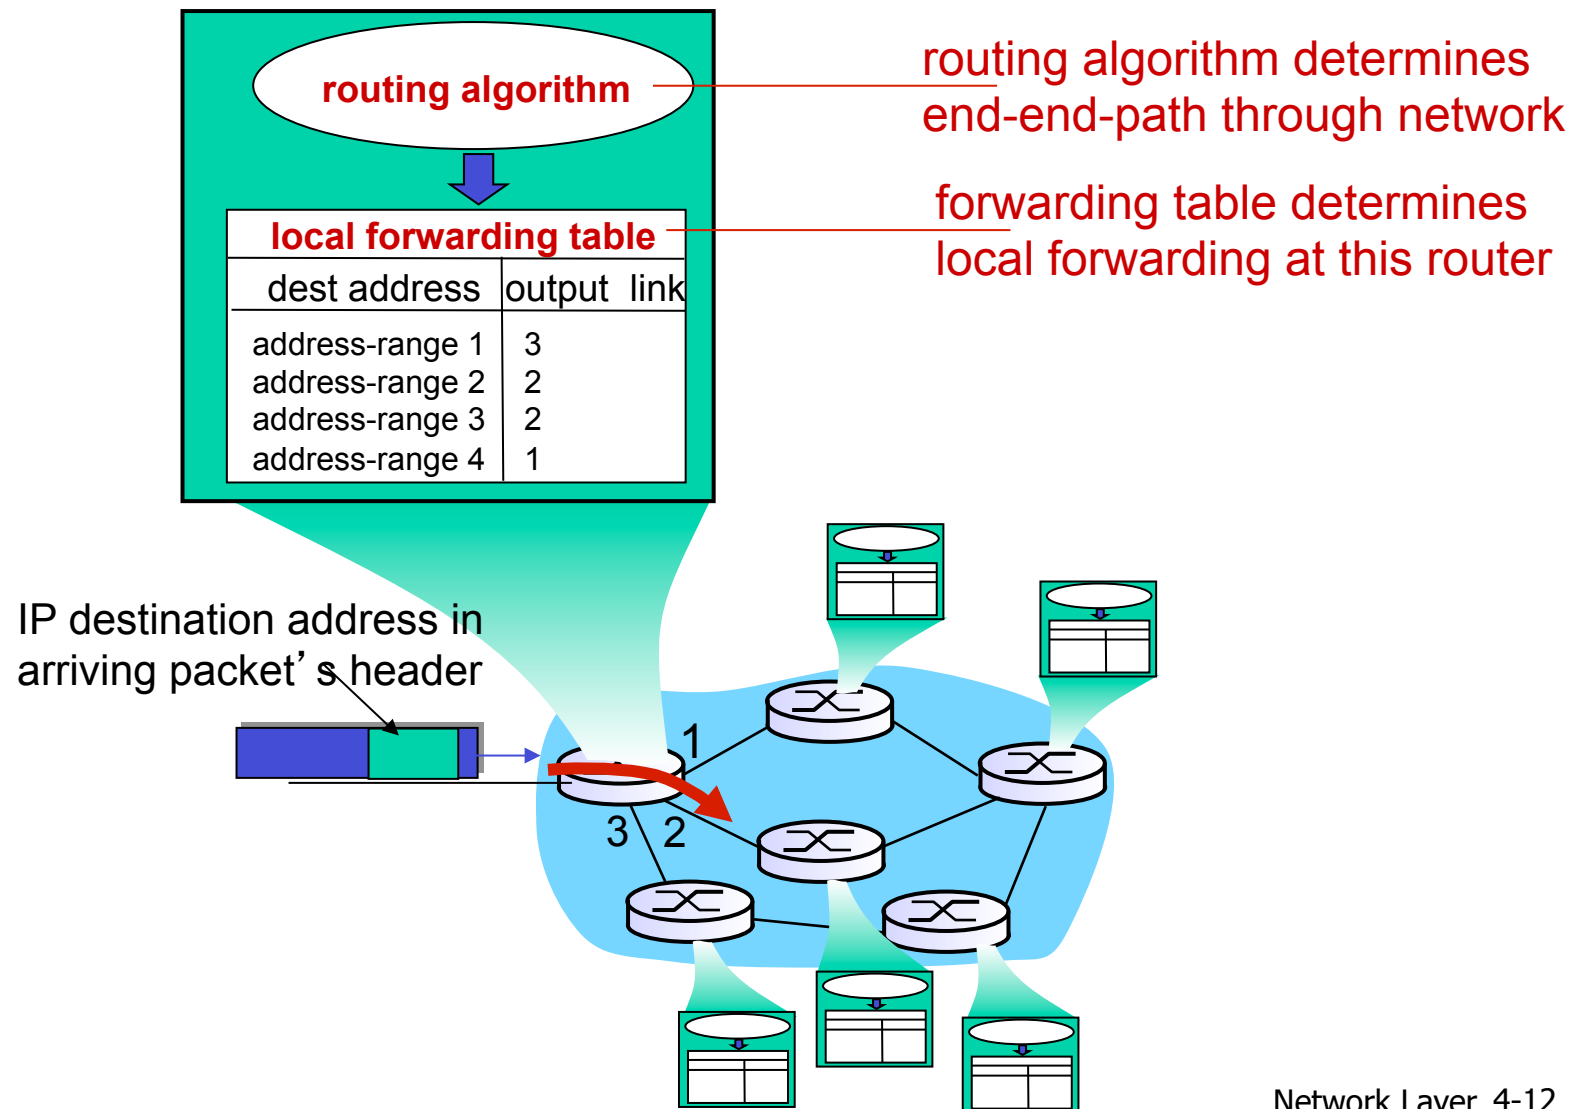 routing algorithm
routing algorithm determines
end-end-path through network
forwarding table determines
local forwarding at this router
local forwarding table
dest address output link
address-range 1 3
address-range 2 2
address-range 3 2
address-range 4 1
IP destination address in
arriving packet’s header
1
3 2
Network Layer 4-12